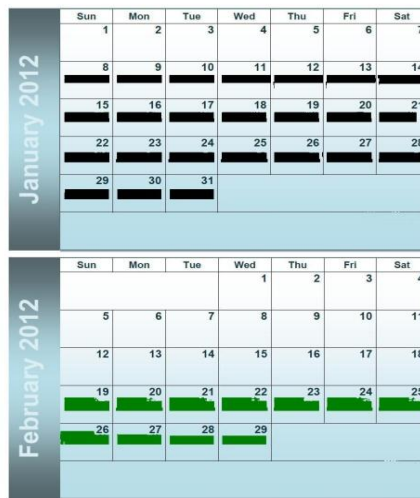 January 2012
Sun Mon Tue Wed Thu Fri Sat
1 2 3 4 5 6 7
8 9 10 11 12 13 14
15 16 17 18 19 20 21
22 23 24 25 26 27 28
29 30 31
February 2012
Sun Mon Tue Wed Thu Fri Sat
1 2 3 4
5 6 7 8 9 10 11
12 13 14 15 16 17 18
19 20 21 22 23 24 25
26 27 28 29